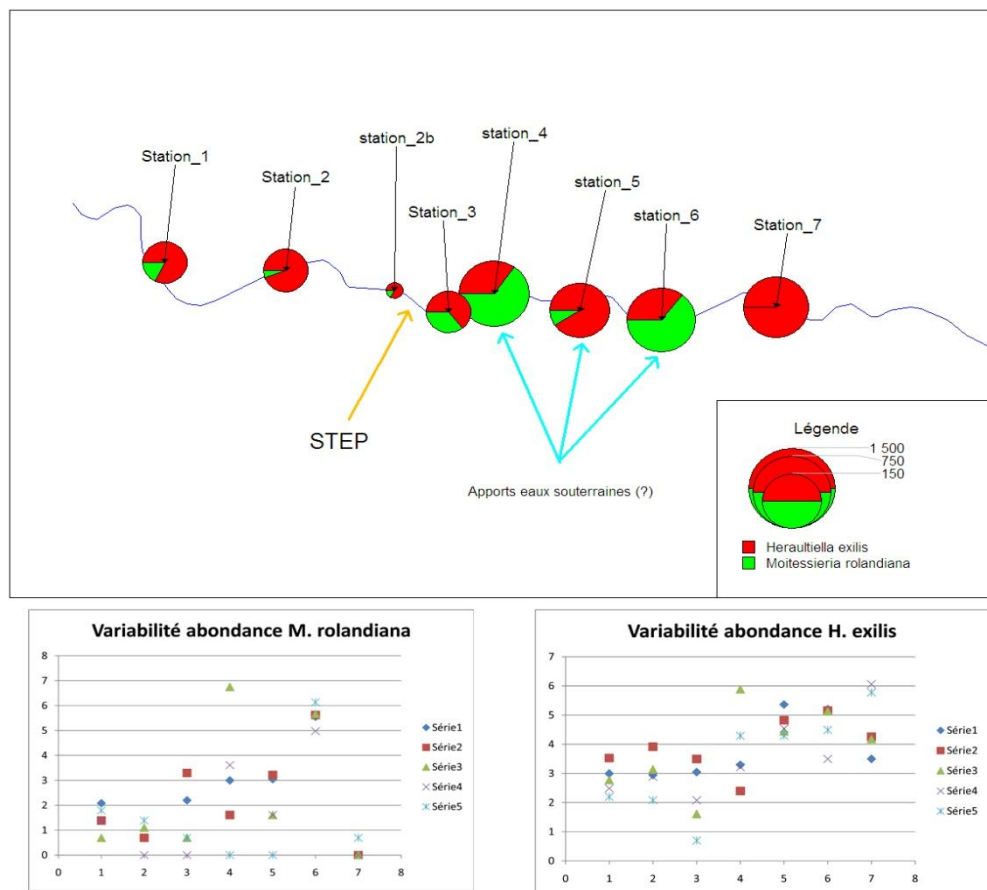 Station_1
Station_2
station_2b
Station_3
station_4
station_5
station_6
Station_7
STEP
Apports eaux souterraines (?)
Légende
1 500
750
150
Heraultiella exilis
Moitessieria rolandiana
Variabilité abondance M. rolandiana
8
7
6
5
4
3
2
1
0
0 1 2 3 4 5 6 7 8
Série1
Série2
Série3
Série4
Série5
Variabilité abondance H. exilis
7
6
5
4
3
2
1
0
0 1 2 3 4 5 6 7 8
Série1
Série2
Série3
Série4
Série5